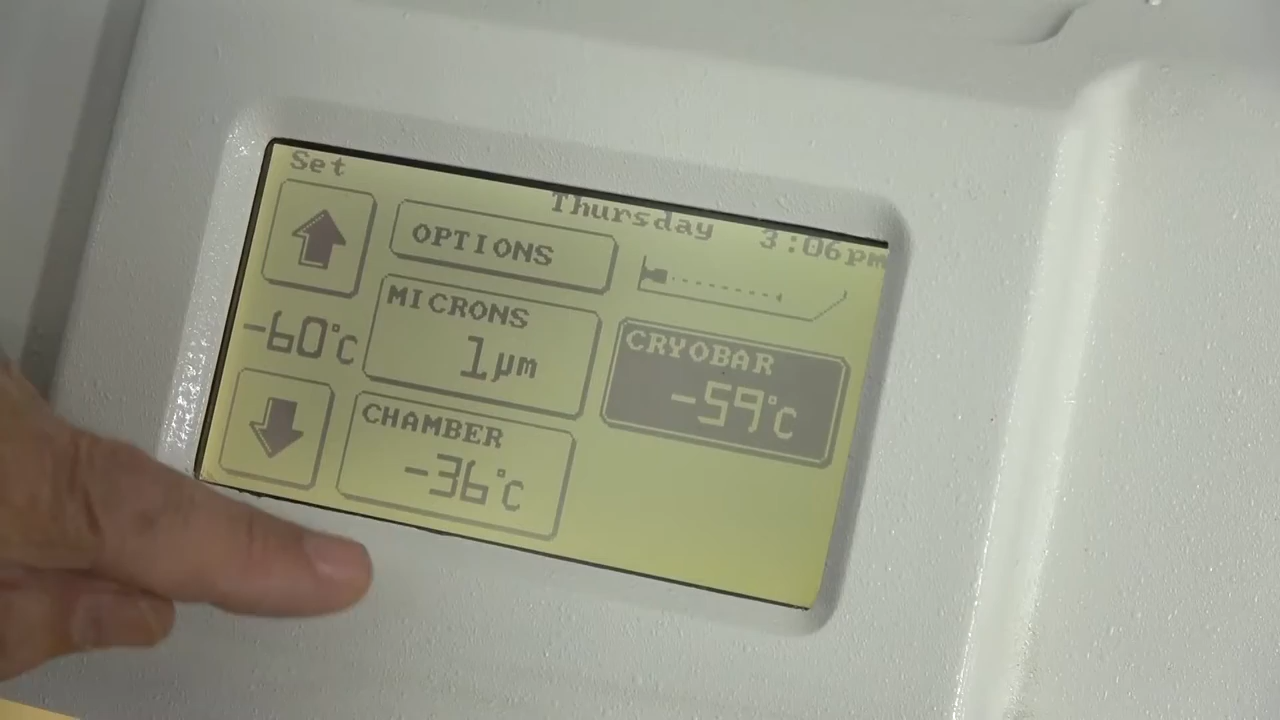 Set
Thursday 3:06pm
OPTIONS
MICRONS
1µm
-60°C
CRYOBAR
-59°C
CHAMBER
-36°C